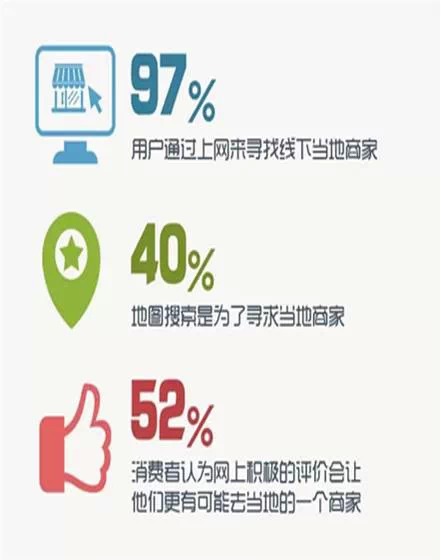 97%
用户通过上网来寻找线下当地商家
40%
地图搜索是为了寻求当地商家
52%
消费者认为网上积极的评价会让
他们更有可能去当地的一个商家